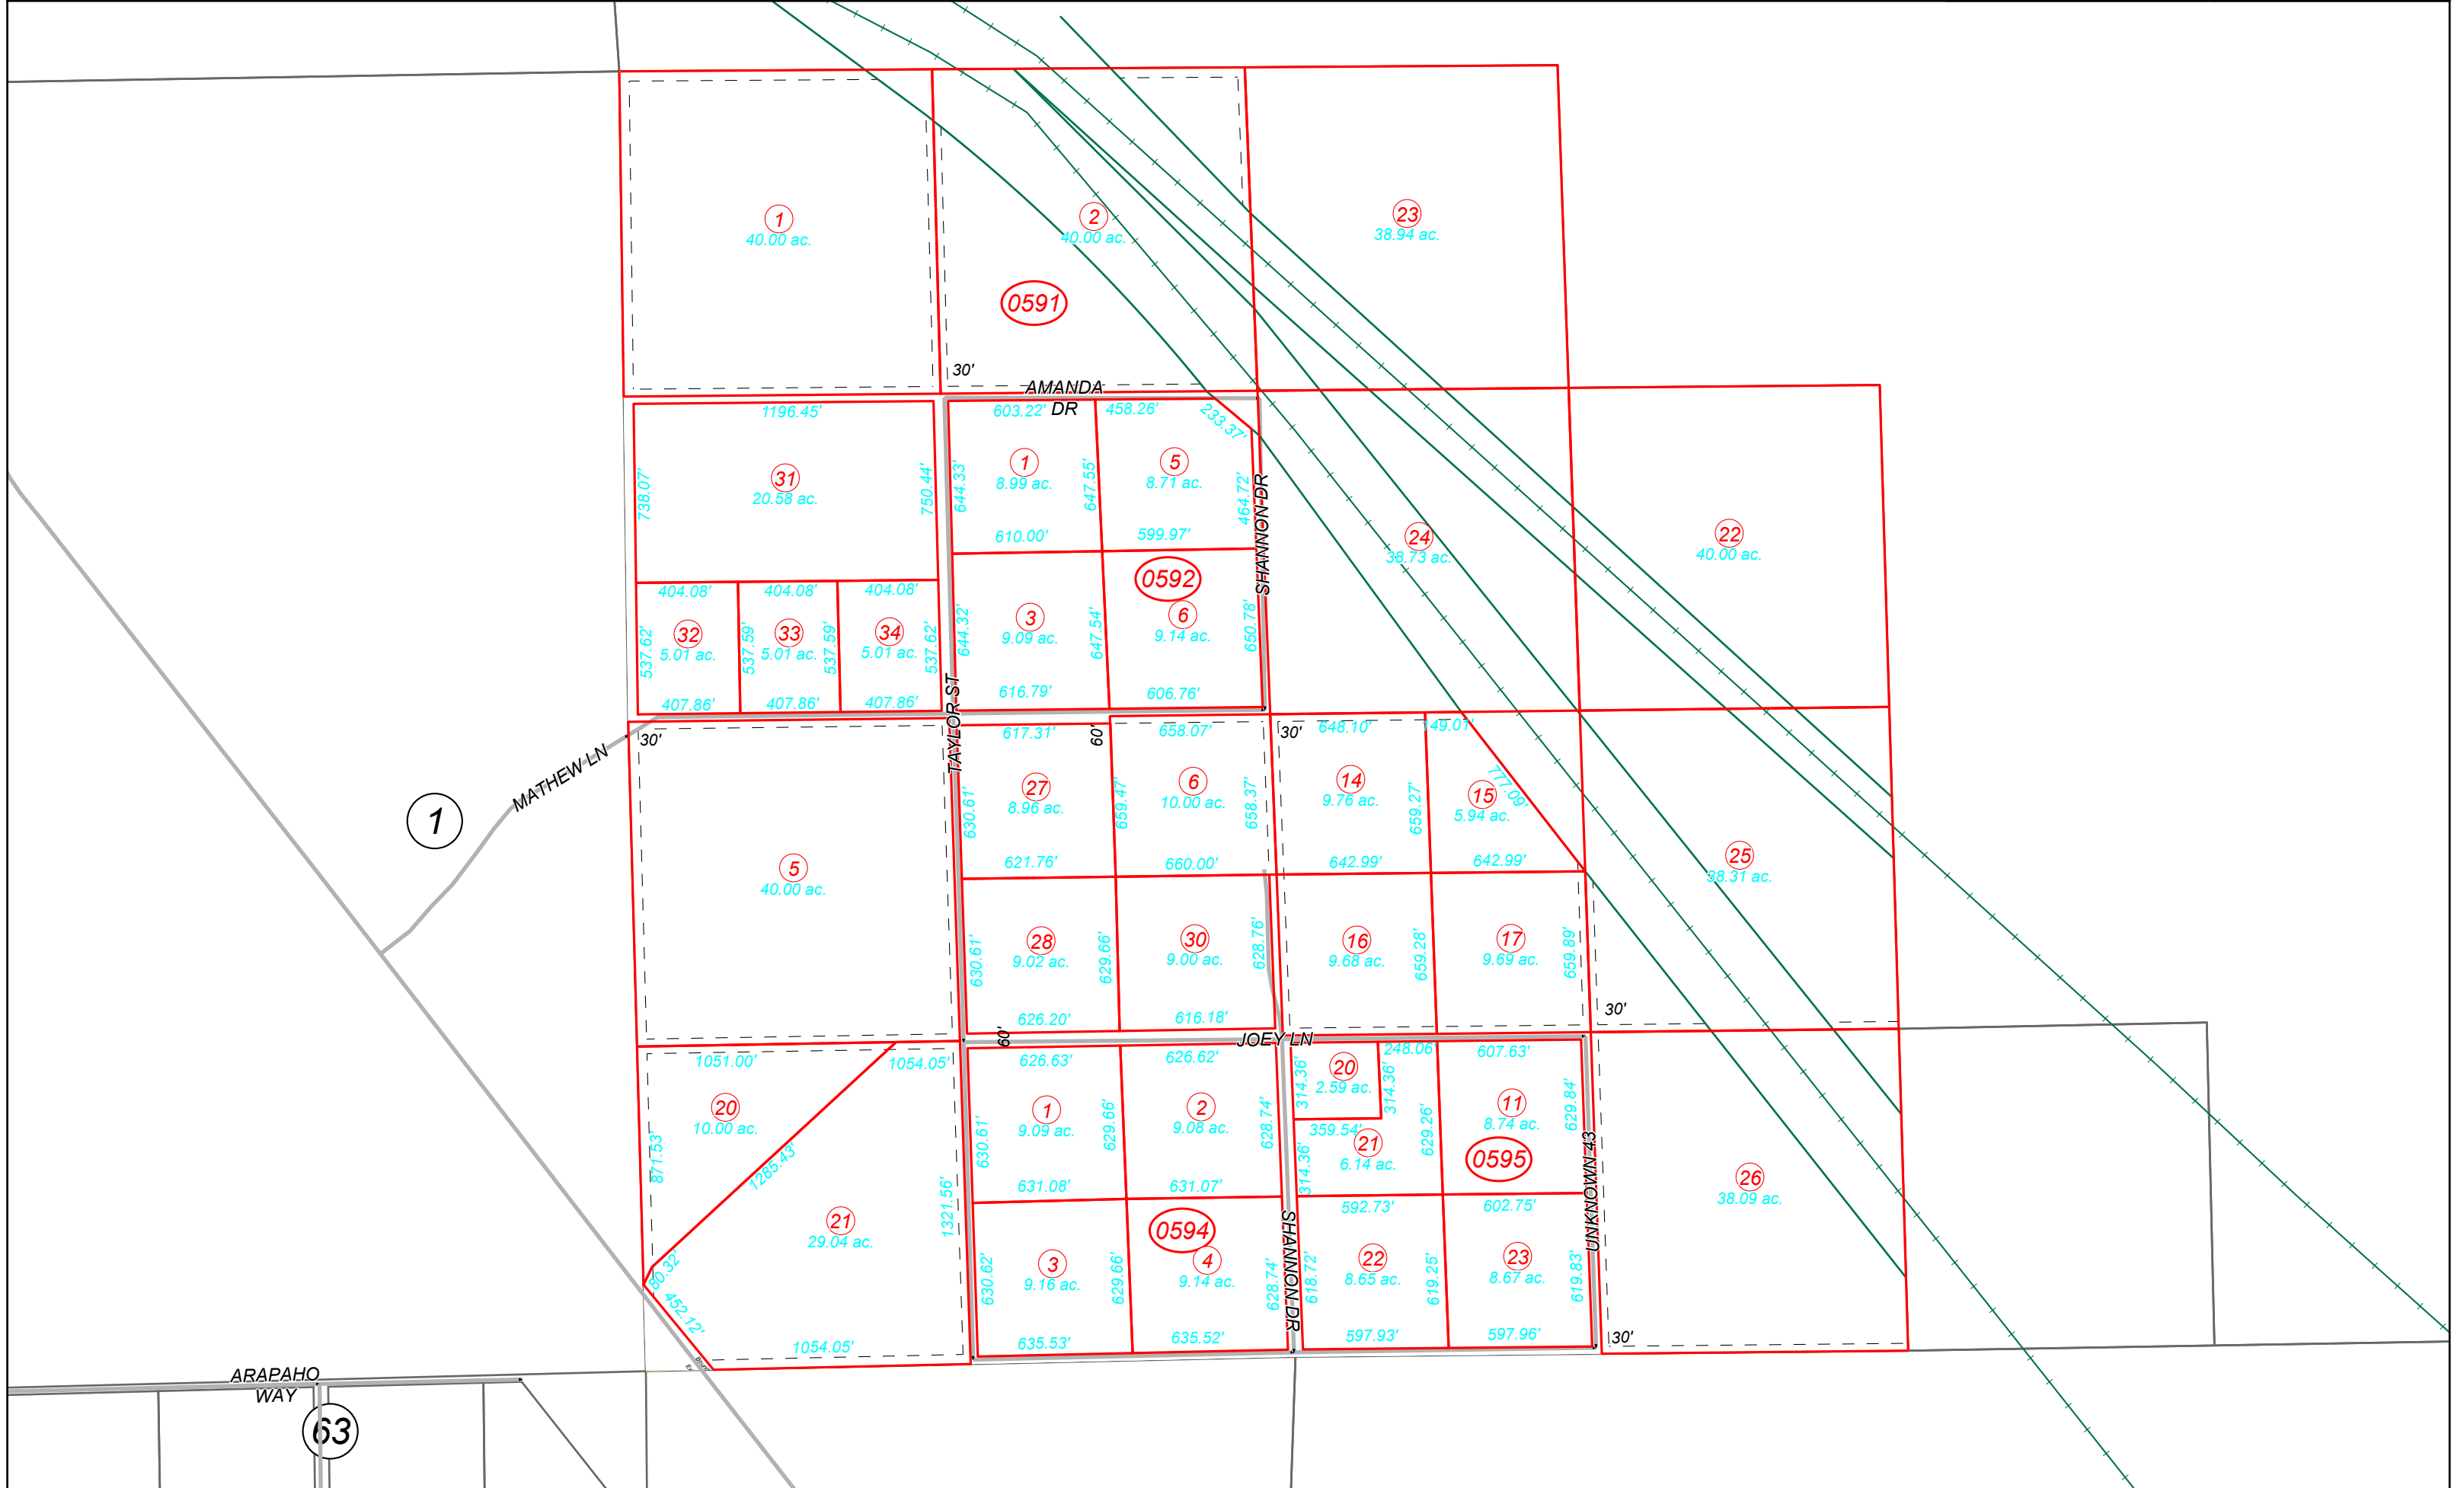 1
40.00 ac.
2
40.00 ac.
23
38.94 ac.
0591
30'
AMANDA
DR
1196.45'
738.07'
750.44'
31
20.58 ac.
603.22'
458.26'
233.37'
644.33'
1
8.99 ac.
647.55'
5
8.71 ac.
464.72'
SHANNON DR
610.00'
599.97'
24
38.73 ac.
22
40.00 ac.
0592
404.08'
404.08'
404.08'
537.62'
32
5.01 ac.
537.59'
33
5.01 ac.
537.59'
34
5.01 ac.
537.62'
407.86'
407.86'
407.86'
644.32'
3
9.09 ac.
647.54'
6
9.14 ac.
650.78'
616.79'
606.76'
TAYLOR ST
MATHEW LN
1
30'
5
40.00 ac.
617.31'
60'
658.07'
30'
648.10'
149.01'
630.61'
27
8.96 ac.
659.47'
6
10.00 ac.
658.37'
14
9.76 ac.
659.27'
15
5.94 ac.
777.09'
621.76'
660.00'
642.99'
642.99'
25
38.31 ac.
630.61'
28
9.02 ac.
629.66'
30
9.00 ac.
628.76'
16
9.68 ac.
659.28'
17
9.69 ac.
659.89'
30'
626.20'
616.18'
60'
JOEY LN
1051.00'
1054.05'
20
10.00 ac.
871.53'
1285.43'
80.32'
452.12'
21
29.04 ac.
1321.56'
1054.05'
626.63'
626.62'
630.61'
1
9.09 ac.
629.66'
2
9.08 ac.
628.74'
631.08'
631.07'
0594
630.62'
3
9.16 ac.
629.66'
4
9.14 ac.
628.74'
635.53'
635.52'
SHANNON DR
314.36'
20
2.59 ac.
314.36'
248.06'
607.63'
359.54'
314.36'
21
6.14 ac.
629.26'
11
8.74 ac.
629.84'
0595
592.73'
602.75'
618.72'
22
8.65 ac.
619.25'
23
8.67 ac.
619.83'
597.93'
597.96'
UNKNOWN 43
26
38.09 ac.
30'
ARAPAHO
WAY
63